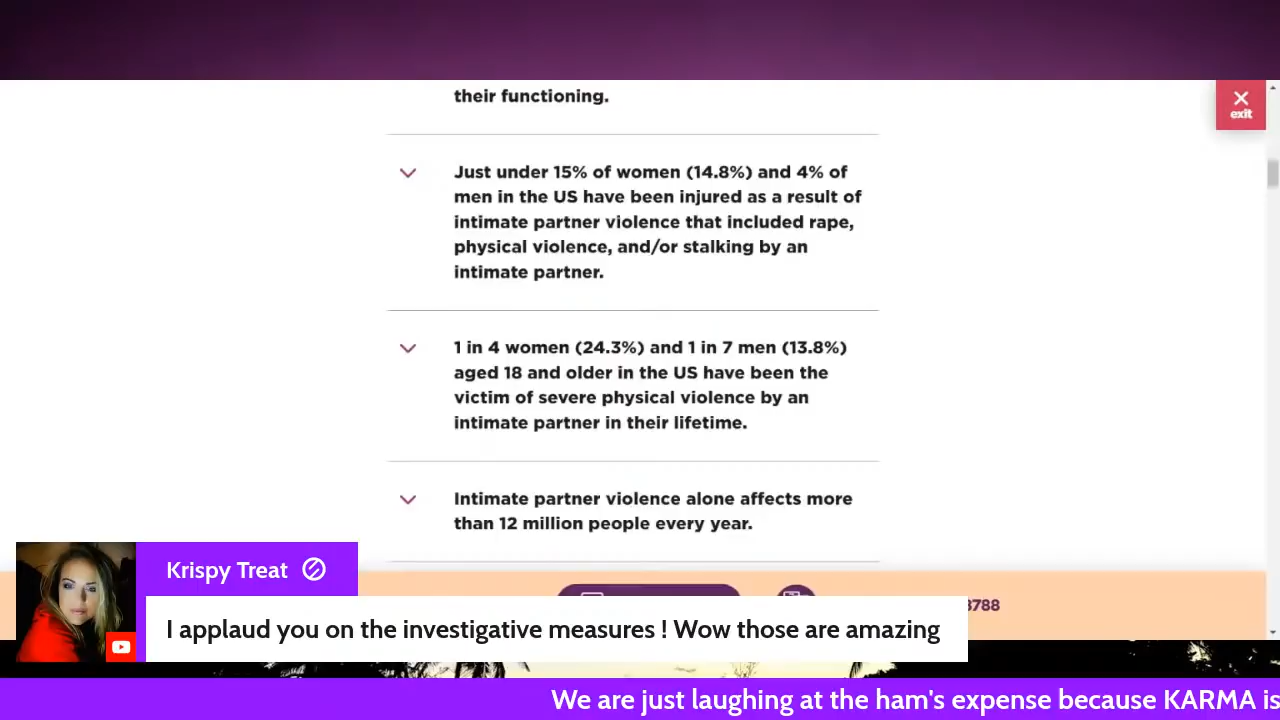 their functioning.
exit
Just under 15% of women (14.8%) and 4% of
men in the US have been injured as a result of
intimate partner violence that included rape,
physical violence, and/or stalking by an
intimate partner.
1 in 4 women (24.3%) and 1 in 7 men (13.8%)
aged 18 and older in the US have been the
victim of severe physical violence by an
intimate partner in their lifetime.
Intimate partner violence alone affects more
than 12 million people every year.
Krispy Treat
8788
I applaud you on the investigative measures ! Wow those are amazing
We are just laughing at the ham's expense because KARMA is